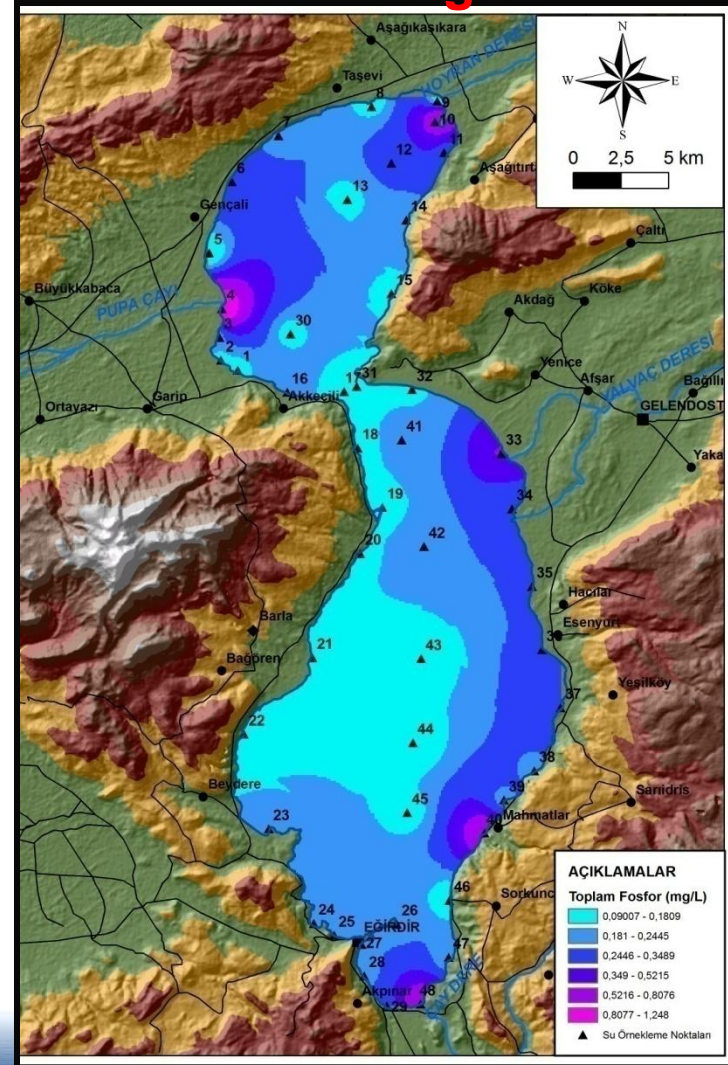 g
N
W
E
S
0 2,5 5 km
Aşağıkaşıkara
HOYRAN DERESİ
Taşevi
8
9
7
10
11
12
6
Aşağıtırt
13
Gençali
14
5
Çaltı
15
Büyükkabaca
Köke
PUPA ÇAYI
4
Akdağ
3
30
2
1
31
Yenice
16
32
Afşar
YALVAÇ DERESİ
Bağıllı
Garip
Akkeçili
Ortayazı
GELENDOST
18
41
33
Yaka
19
34
42
20
35
Hacılar
Barla
Esenyurt
21
43
Bağören
37
Yeşilköy
22
44
38
Beydere
39
Sarıidris
45
23
Mahmatlar
40
46
Sorkunc
24
26
25
EĞİRDİR
27
47
28
Akpınar
48
29
AÇIKLAMALAR
Toplam Fosfor (mg/L)
0,09007 - 0,1809
0,181 - 0,2445
0,2446 - 0,3489
0,349 - 0,5215
0,5216 - 0,8076
0,8077 - 1,248
Su Örnekleme Noktaları